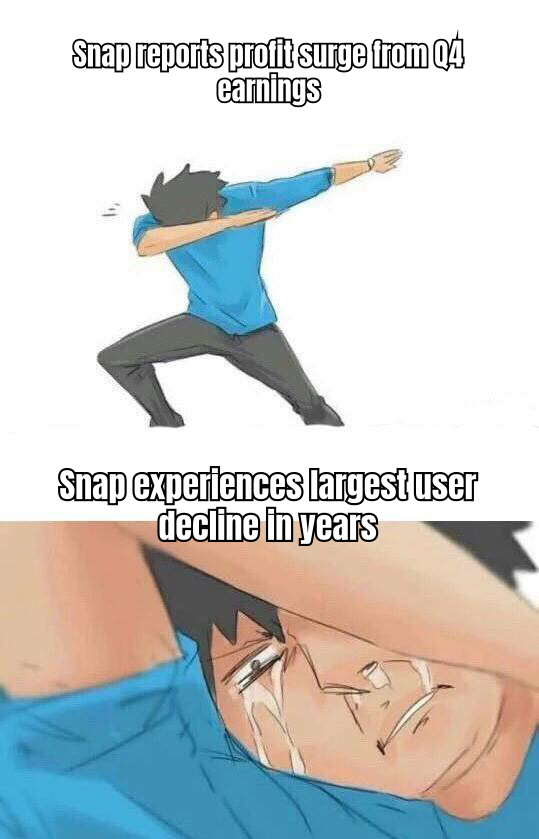 Snap reports profit surge from Q4
earnings
Snap experiences largest user
decline in years